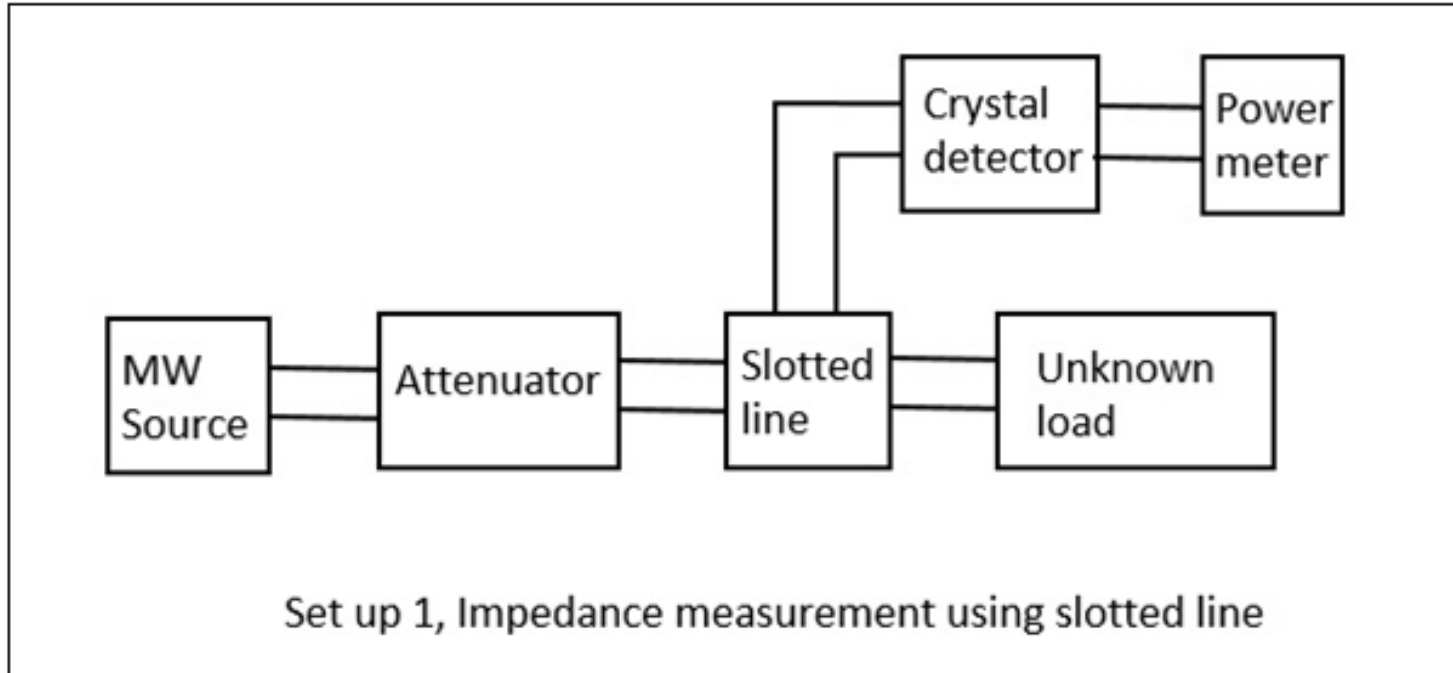 Crystal
detector
Power
meter
MW
Source
Attenuator
Slotted
line
Unknown
load
Set up 1, Impedance measurement using slotted line